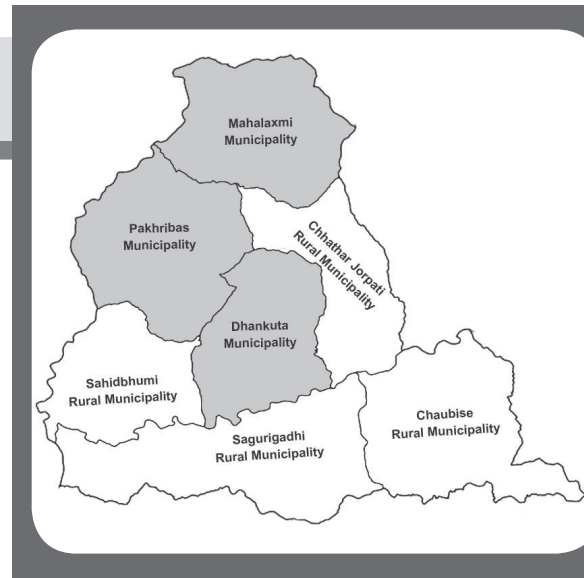 Mahalaxmi
Municipality
Pakhribas
Municipality
Chhathar Jorpati
Rural Municipality
Dhankuta
Municipality
Sahidbhumi
Rural Municipality
Sagurigadhi
Rural Municipality
Chaubise
Rural Municipality